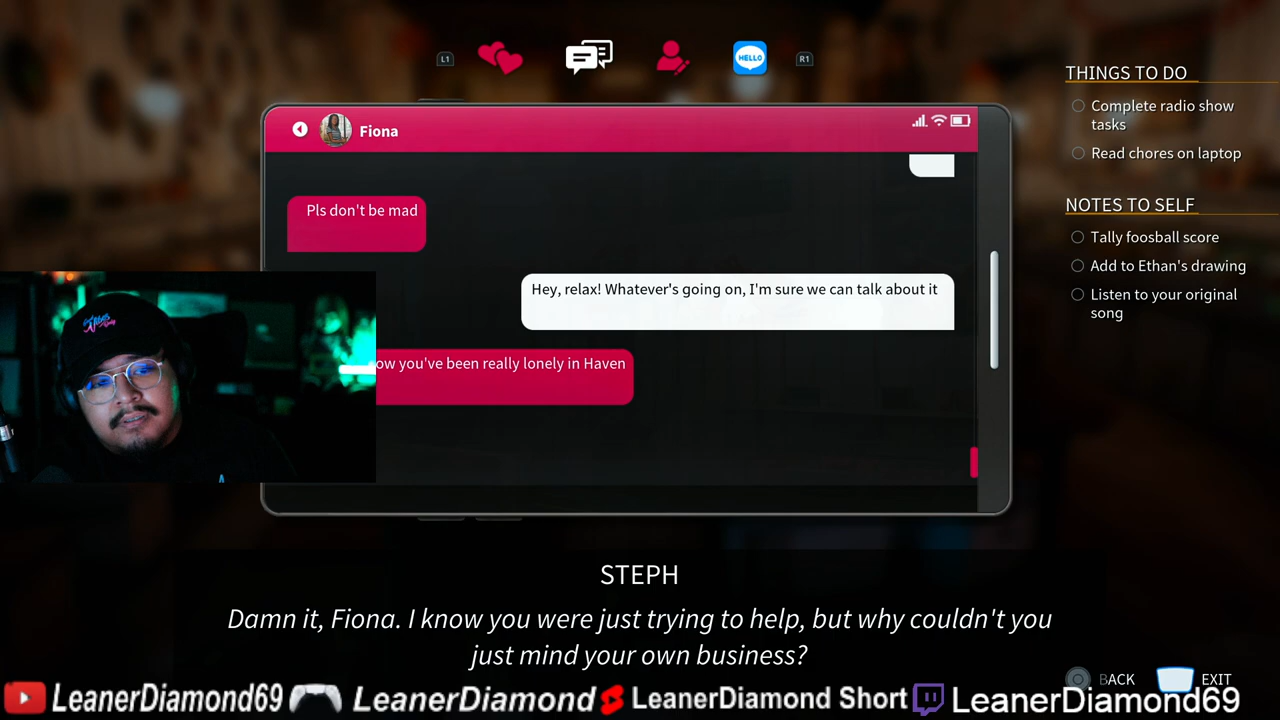 L1
HELLO
R1
Fiona
Pls don't be mad
Hey, relax! Whatever's going on, I'm sure we can talk about it
you've been really lonely in Haven
THINGS TO DO
Complete radio show
tasks
Read chores on laptop
NOTES TO SELF
Tally foosball score
Add to Ethan's drawing
Listen to your original
song
STEPH
Damn it, Fiona. I know you were just trying to help, but why couldn't you
just mind your own business?
BACK
EXIT
LeanerDiamond69
LeanerDiamond
LeanerDiamond Short
LeanerDiamond69